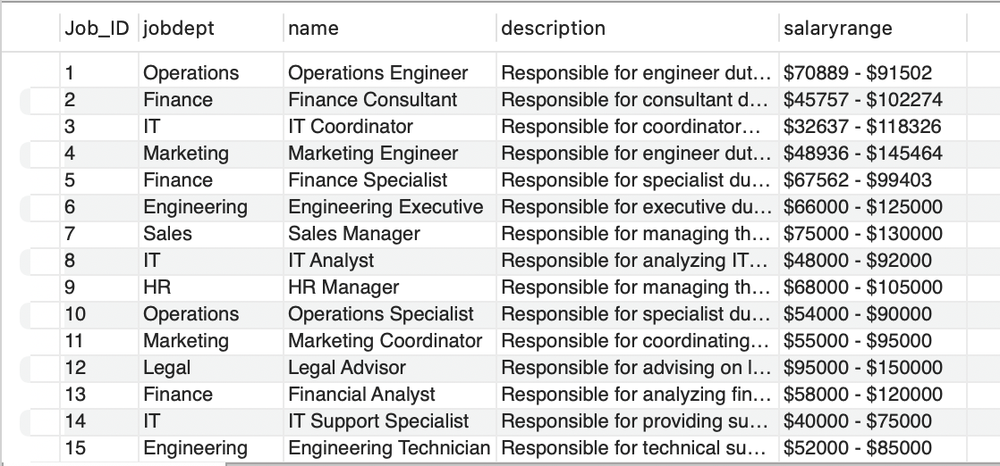 Job_ID jobdept name description salaryrange
1 Operations Operations Engineer Responsible for engineer dut... $70889 - $91502
2 Finance Finance Consultant Responsible for consultant d... $45757 - $102274
3 IT IT Coordinator Responsible for coordinator... $32637 - $118326
4 Marketing Marketing Engineer Responsible for engineer dut... $48936 - $145464
5 Finance Finance Specialist Responsible for specialist du... $67562 - $99403
6 Engineering Engineering Executive Responsible for executive du... $66000 - $125000
7 Sales Sales Manager Responsible for managing th... $75000 - $130000
8 IT IT Analyst Responsible for analyzing IT... $48000 - $92000
9 HR HR Manager Responsible for managing th... $68000 - $105000
10 Operations Operations Specialist Responsible for specialist du... $54000 - $90000
11 Marketing Marketing Coordinator Responsible for coordinating... $55000 - $95000
12 Legal Legal Advisor Responsible for advising on l... $95000 - $150000
13 Finance Financial Analyst Responsible for analyzing fin... $58000 - $120000
14 IT IT Support Specialist Responsible for providing su... $40000 - $75000
15 Engineering Engineering Technician Responsible for technical su... $52000 - $85000